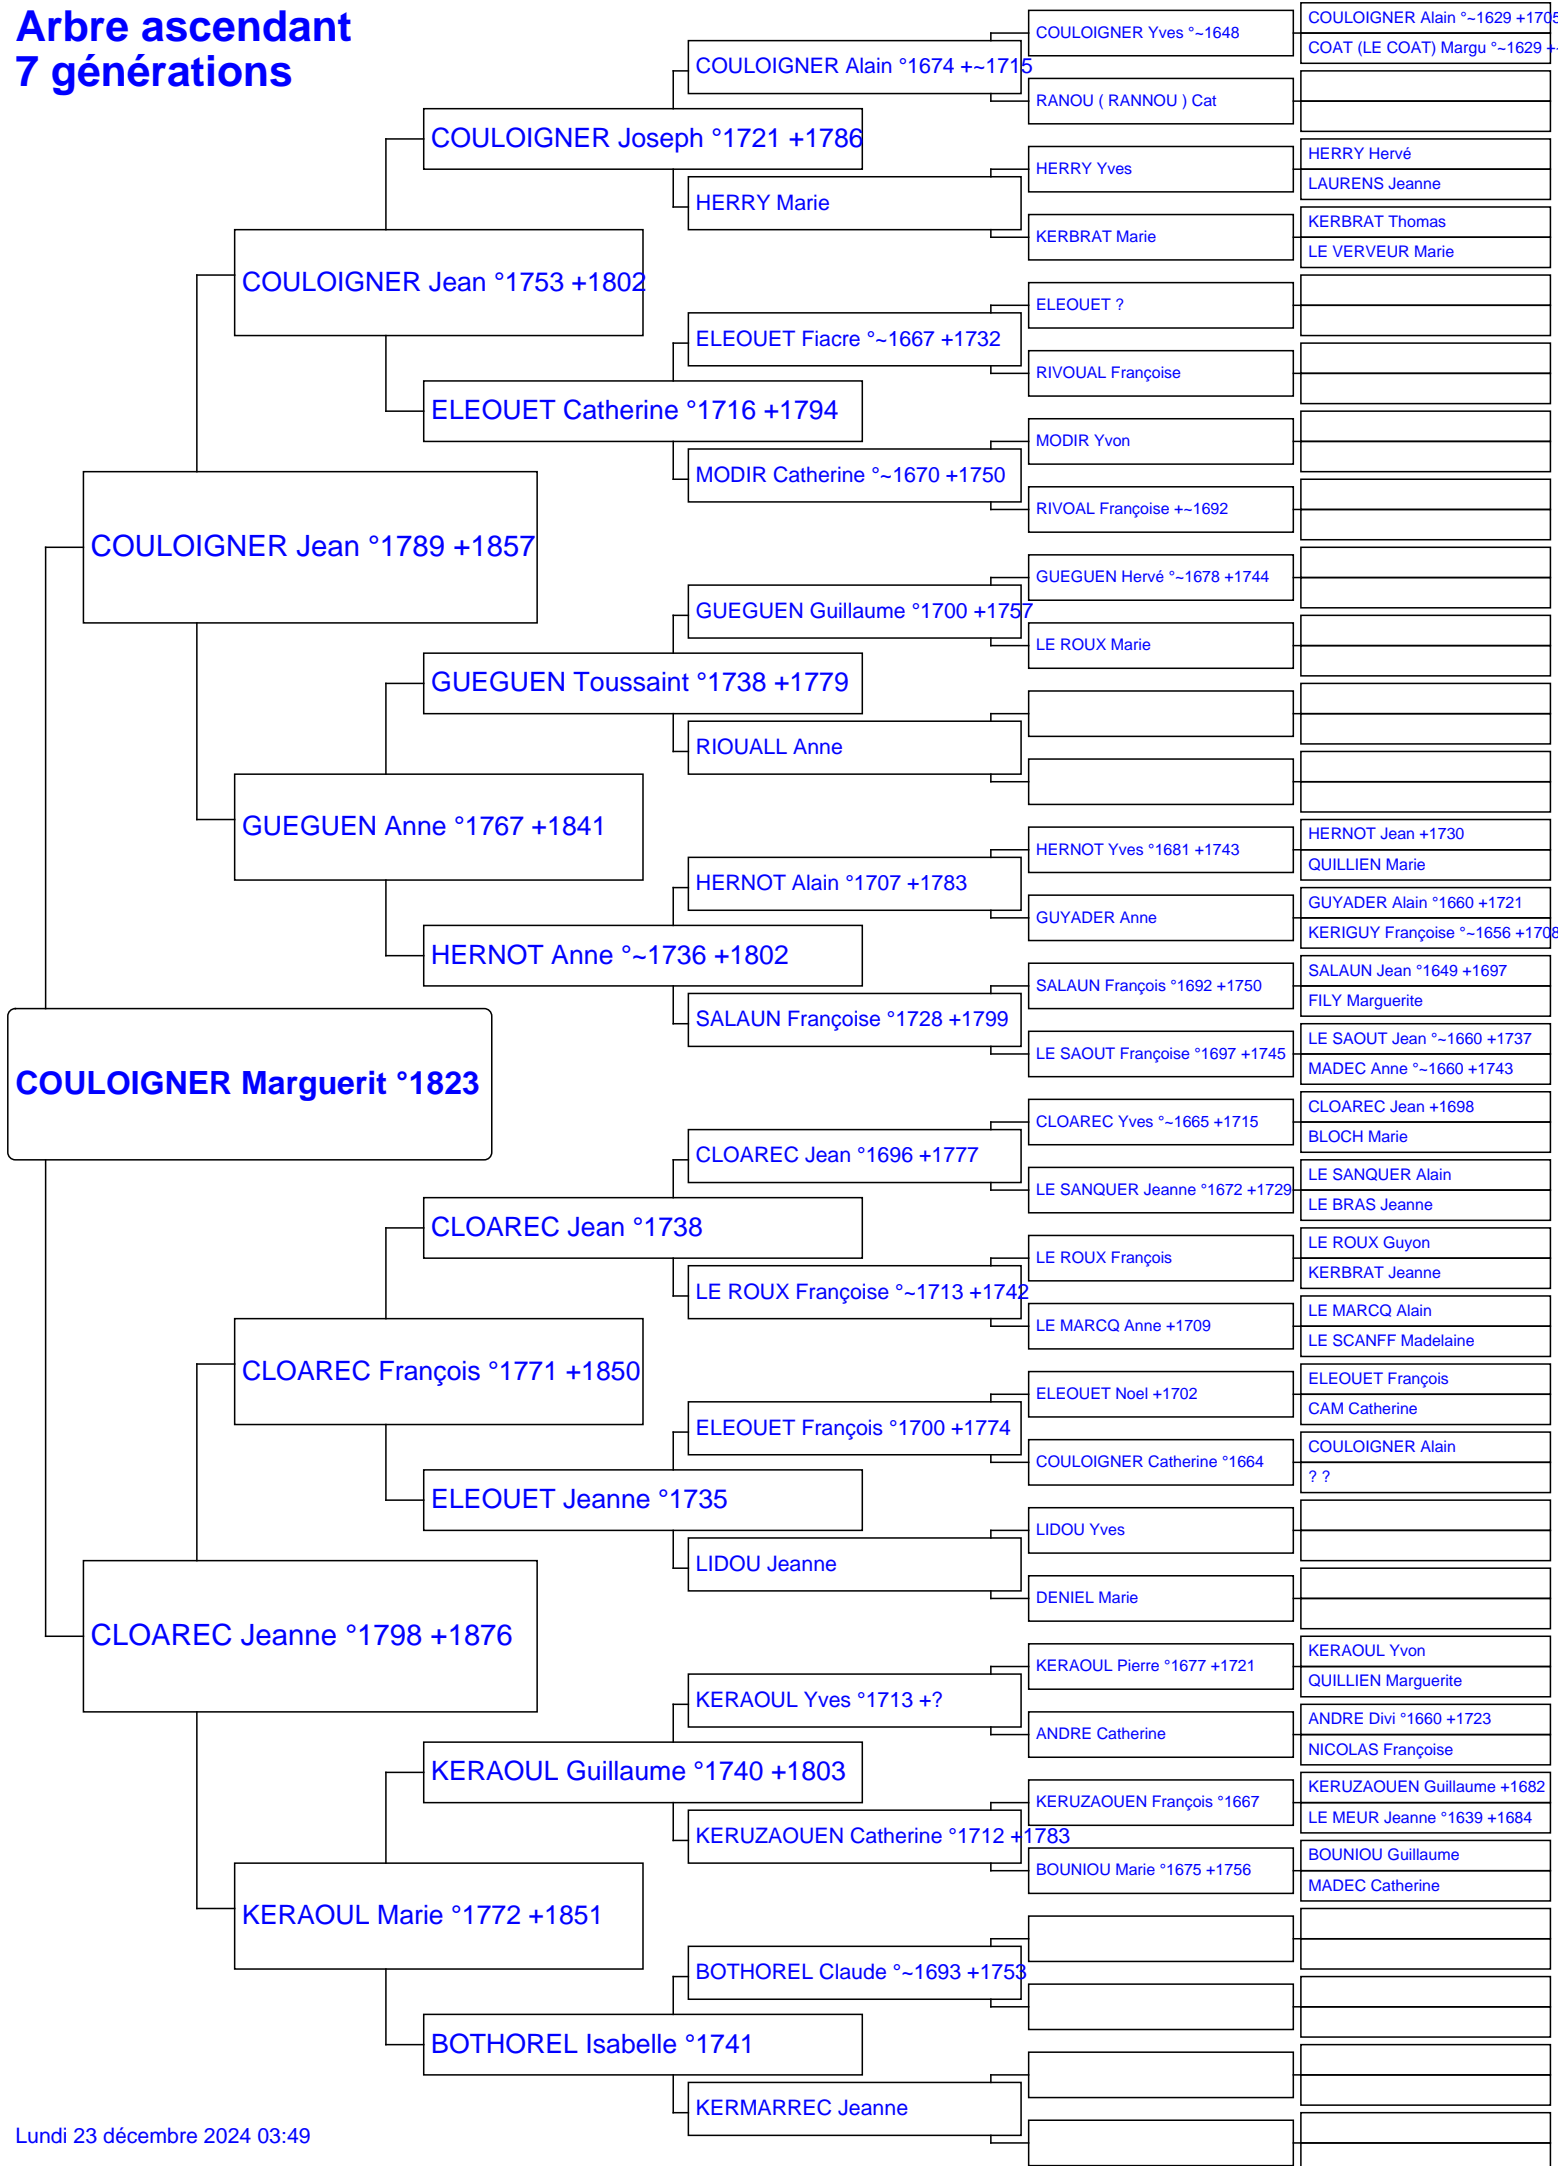 Arbre ascendant
7 générations
COULOIGNER Marguerit °1823
COULOIGNER Jean °1789 +1857
CLOAREC Jeanne °1798 +1876
COULOIGNER Jean °1753 +1802
GUEGUEN Anne °1767 +1841
CLOAREC François °1771 +1850
KERAOUL Marie °1772 +1851
COULOIGNER Joseph °1721 +1786
ELEOUET Catherine °1716 +1794
GUEGUEN Toussaint °1738 +1779
HERNOT Anne °~1736 +1802
CLOAREC Jean °1738
ELEOUET Jeanne °1735
KERAOUL Guillaume °1740 +1803
BOTHOREL Isabelle °1741
COULOIGNER Alain °1674 +~1715
HERRY Marie
ELEOUET Fiacre °~1667 +1732
MODIR Catherine °~1670 +1750
GUEGUEN Guillaume °1700 +1757
RIOUALL Anne
HERNOT Alain °1707 +1783
SALAUN Françoise °1728 +1799
CLOAREC Jean °1696 +1777
LE ROUX Françoise °~1713 +1742
ELEOUET François °1700 +1774
LIDOU Jeanne
KERAOUL Yves °1713 +?
KERUZAOUEN Catherine °1712 +1783
BOTHOREL Claude °~1693 +1753
KERMARREC Jeanne
COULOIGNER Yves °~1648
RANOU ( RANNOU ) Cat
HERRY Yves
KERBRAT Marie
ELEOUET ?
RIVOUAL Françoise
MODIR Yvon
RIVOAL Françoise +~1692
GUEGUEN Hervé °~1678 +1744
LE ROUX Marie
HERNOT Yves °1681 +1743
GUYADER Anne
SALAUN François °1692 +1750
LE SAOUT Françoise °1697 +1745
CLOAREC Yves °~1665 +1715
LE SANQUER Jeanne °1672 +1729
LE ROUX François
LE MARCQ Anne +1709
ELEOUET Noel +1702
COULOIGNER Catherine °1664
LIDOU Yves
DENIEL Marie
KERAOUL Pierre °1677 +1721
ANDRE Catherine
KERUZAOUEN François °1667
BOUNIOU Marie °1675 +1756
COULOIGNER Alain °~1629 +1705
COAT (LE COAT) Margu °~1629 +
HERRY Hervé
LAURENS Jeanne
KERBRAT Thomas
LE VERVEUR Marie
HERNOT Jean +1730
QUILLIEN Marie
GUYADER Alain °1660 +1721
KERIGUY Françoise °~1656 +1708
SALAUN Jean °1649 +1697
FILY Marguerite
LE SAOUT Jean °~1660 +1737
MADEC Anne °~1660 +1743
CLOAREC Jean +1698
BLOCH Marie
LE SANQUER Alain
LE BRAS Jeanne
LE ROUX Guyon
KERBRAT Jeanne
LE MARCQ Alain
LE SCANFF Madelaine
ELEOUET François
CAM Catherine
COULOIGNER Alain
? ?
KERAOUL Yvon
QUILLIEN Marguerite
ANDRE Divi °1660 +1723
NICOLAS Françoise
KERUZAOUEN Guillaume +1682
LE MEUR Jeanne °1639 +1684
BOUNIOU Guillaume
MADEC Catherine
Lundi 23 décembre 2024 03:49